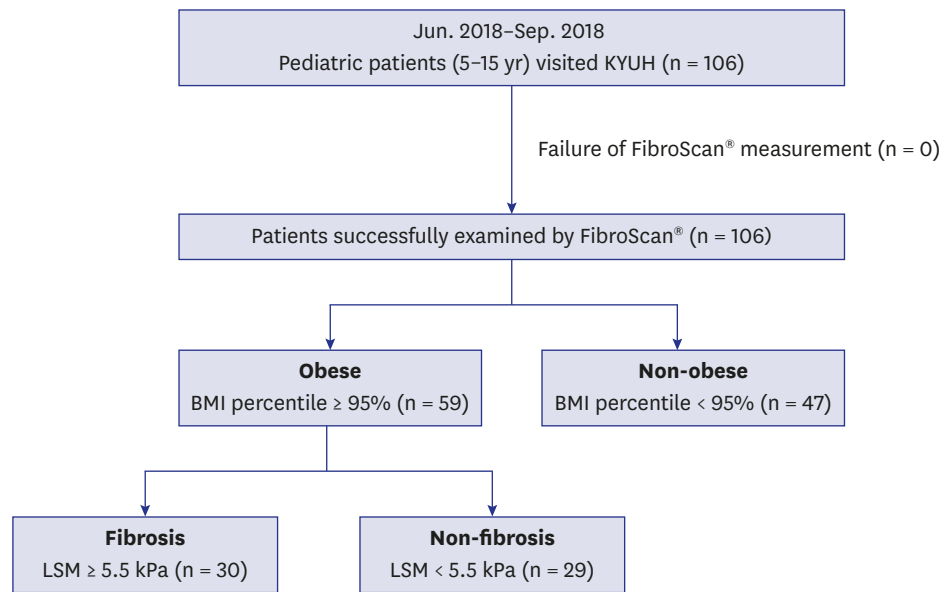 Jun. 2018–Sep. 2018
Pediatric patients (5–15 yr) visited KYUH (n = 106)
Failure of FibroScan® measurement (n = 0)
Patients successfully examined by FibroScan® (n = 106)
Obese
BMI percentile ≥ 95% (n = 59)
Non-obese
BMI percentile < 95% (n = 47)
Fibrosis
LSM ≥ 5.5 kPa (n = 30)
Non-fibrosis
LSM < 5.5 kPa (n = 29)